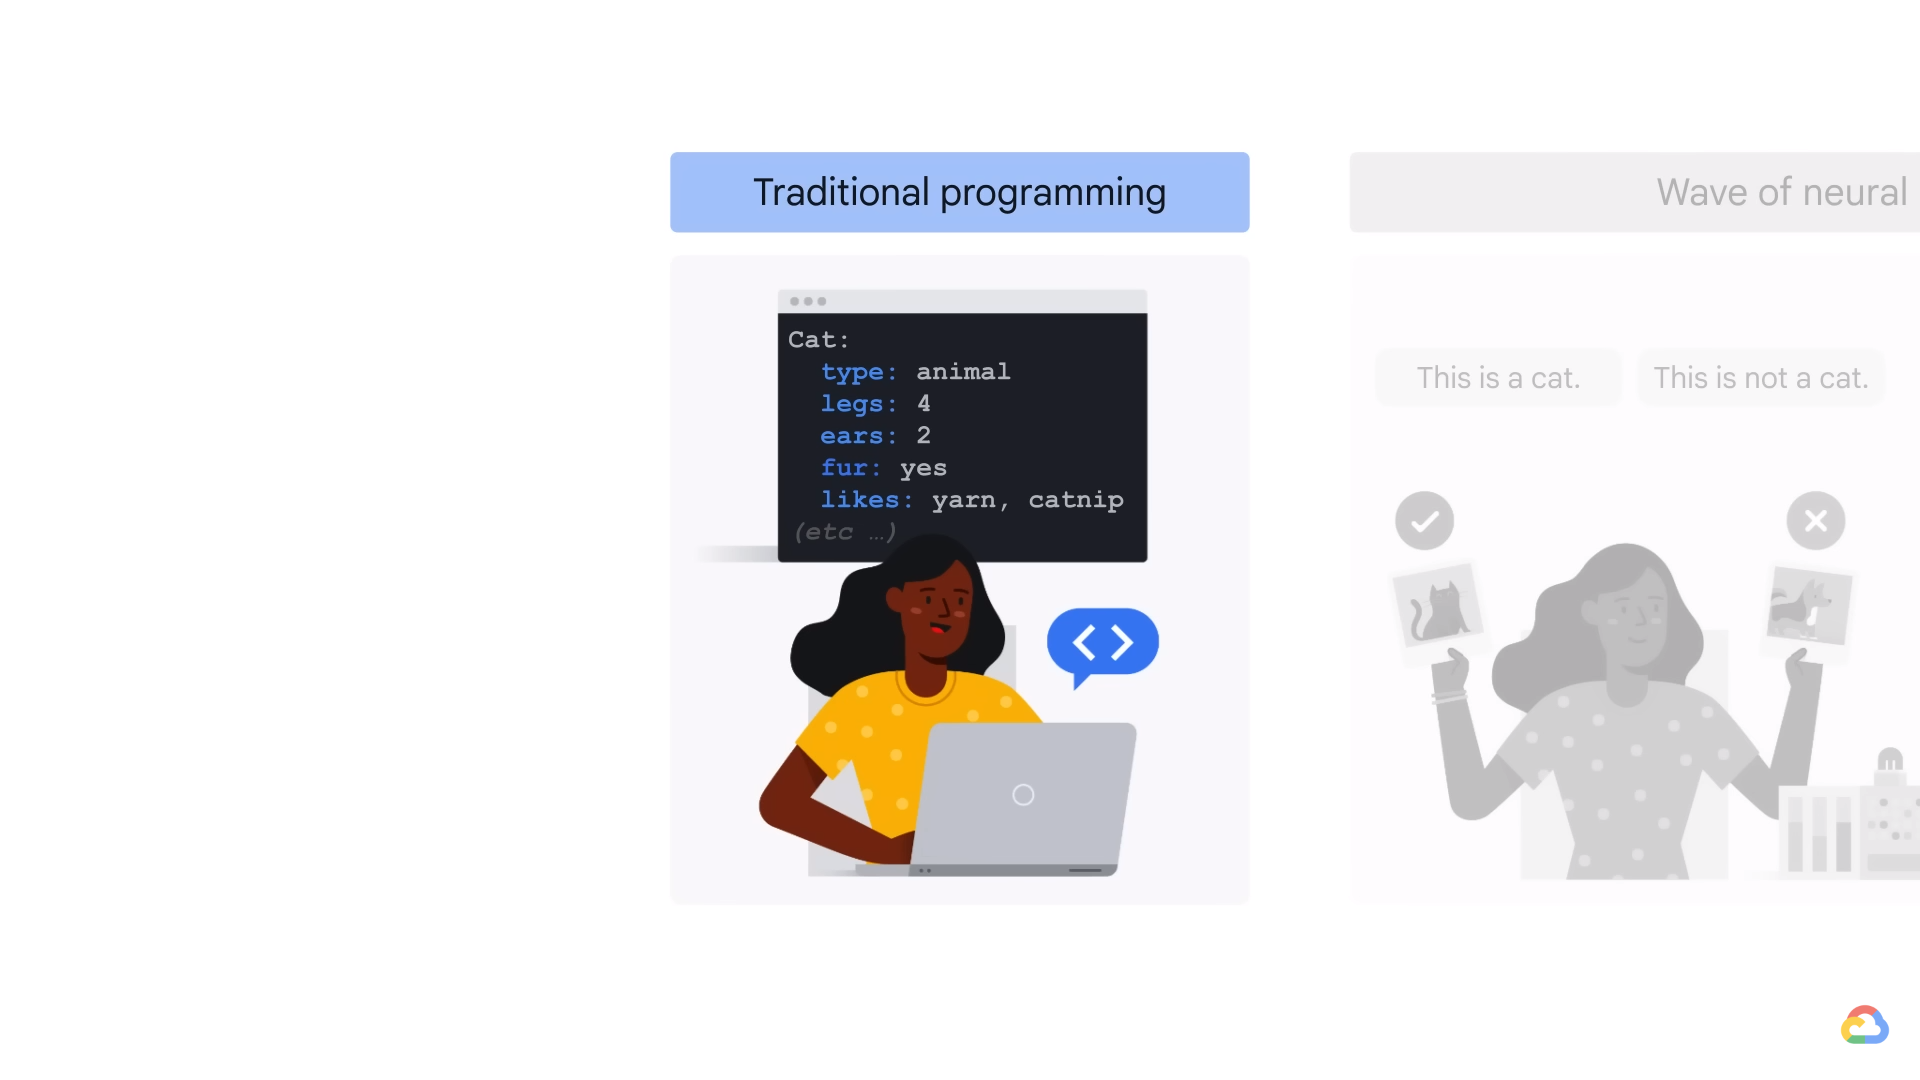 Traditional programming
Cat:
type: animal
legs: 4
ears: 2
fur: yes
likes: yarn, catnip
(etc …)
Wave of neural
This is a cat.
This is not a cat.